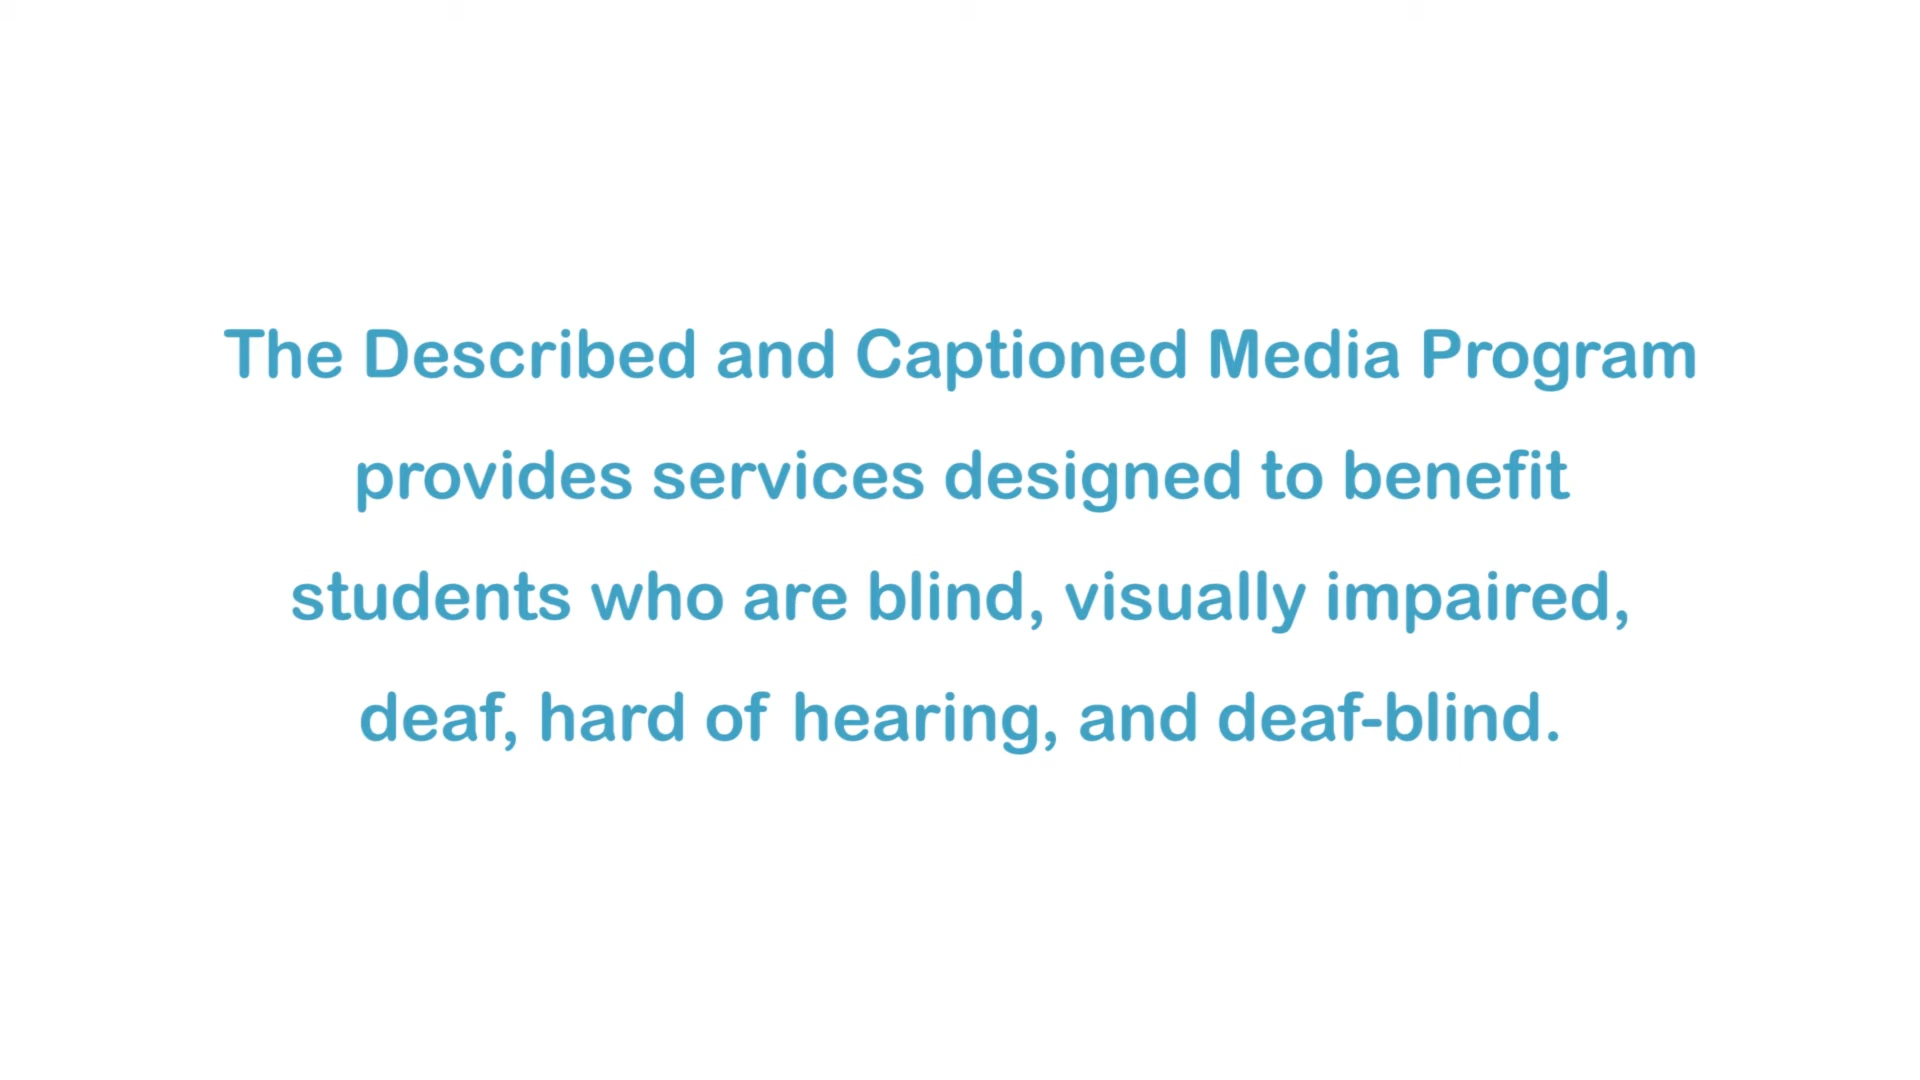 The Described and Captioned Media Program
provides services designed to benefit
students who are blind, visually impaired,
deaf, hard of hearing, and deaf-blind.